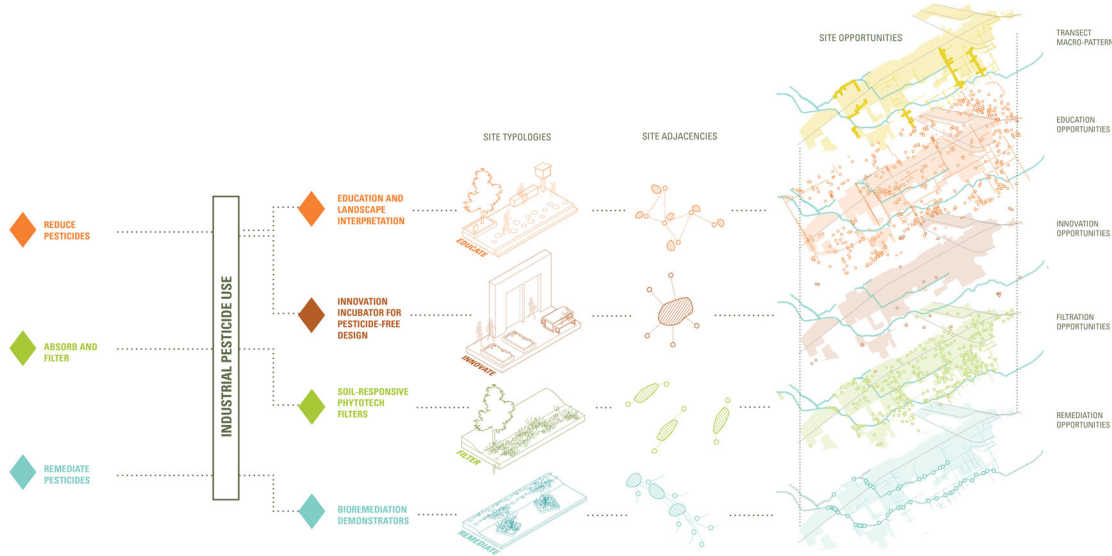 SITE OPPORTUNITIES
TRANSECT
MACRO-PATTERN
EDUCATION
OPPORTUNITIES
SITE TYPOLOGIES
SITE ADJACENCIES
REDUCE
PESTICIDES
INDUSTRIAL PESTICIDE USE
EDUCATION AND
LANDSCAPE
INTERPRETATION
EDUCATE
INNOVATION
OPPORTUNITIES
INNOVATION
INCUBATOR FOR
PESTICIDE-FREE
DESIGN
INNOVATE
FILTRATION
OPPORTUNITIES
ABSORB AND
FILTER
SOIL-RESPONSIVE
PHYTOTECH
FILTERS
FILTER
REMEDIATION
OPPORTUNITIES
REMEDIATE
PESTICIDES
BIOREMEDIATION
DEMONSTRATORS
REMEDIATE